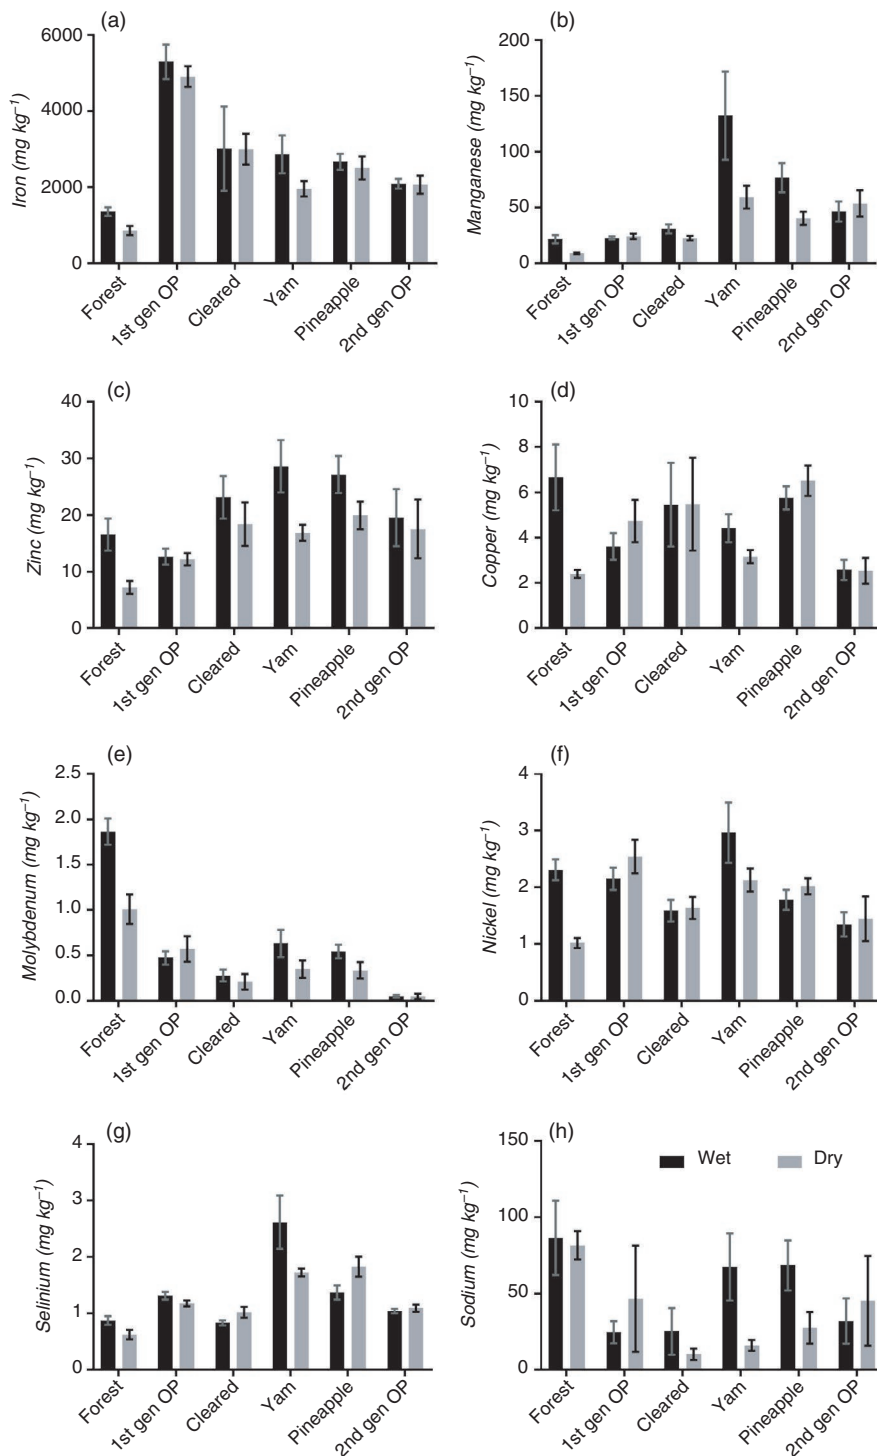 (a)
Iron (mg kg⁻¹)
6000
4000
2000
0
Forest
1st gen OP
Cleared
Yam
Pineapple
2nd gen OP
(b)
Manganese (mg kg⁻¹)
200
150
100
50
0
Forest
1st gen OP
Cleared
Yam
Pineapple
2nd gen OP
(c)
Zinc (mg kg⁻¹)
40
30
20
10
0
Forest
1st gen OP
Cleared
Yam
Pineapple
2nd gen OP
(d)
Copper (mg kg⁻¹)
10
8
6
4
2
0
Forest
1st gen OP
Cleared
Yam
Pineapple
2nd gen OP
(e)
Molybdenum (mg kg⁻¹)
2.5
2.0
1.5
1.0
0.5
0.0
Forest
1st gen OP
Cleared
Yam
Pineapple
2nd gen OP
(f)
Nickel (mg kg⁻¹)
4
3
2
1
0
Forest
1st gen OP
Cleared
Yam
Pineapple
2nd gen OP
(g)
Selinium (mg kg⁻¹)
4
3
2
1
0
Forest
1st gen OP
Cleared
Yam
Pineapple
2nd gen OP
(h)
Sodium (mg kg⁻¹)
150
100
50
0
Wet
Dry
Forest
1st gen OP
Cleared
Yam
Pineapple
2nd gen OP